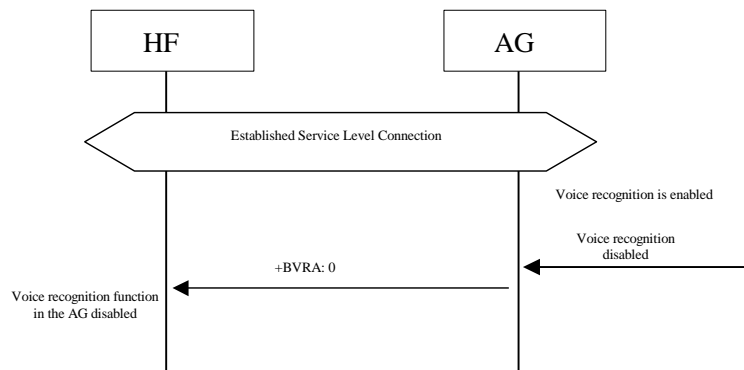 HF
AG
Established Service Level Connection
Voice recognition is enabled
Voice recognition
disabled
+BVRA: 0
Voice recognition function
in the AG disabled